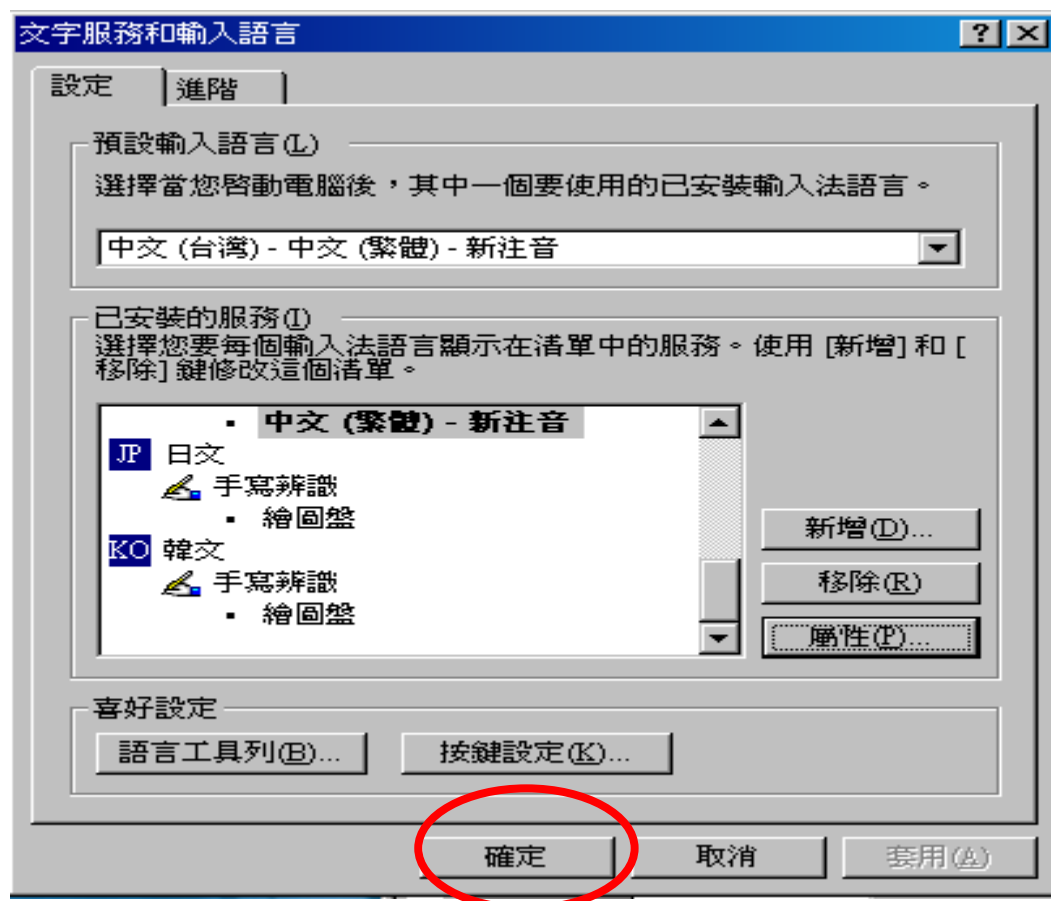 文字服務和輸入語言
設定
進階
預設輸入語言(L)
選擇當您啓動電腦後，其中一個要使用的已安裝輸入法語言。
中文 (台灣) - 中文 (繁體) - 新注音
已安裝的服務(I)
選擇您要每個輸入法語言顯示在清單中的服務。使用 [新增] 和 [
移除] 鍵修改這個清單。
中文 (繁體) - 新注音
JP 日文
手寫辨識
繪圖盤
KO 韓文
手寫辨識
繪圖盤
新增(D)...
移除(R)
屬性(P)...
喜好設定
語言工具列(B)...
按鍵設定(K)...
確定
取消
套用(A)